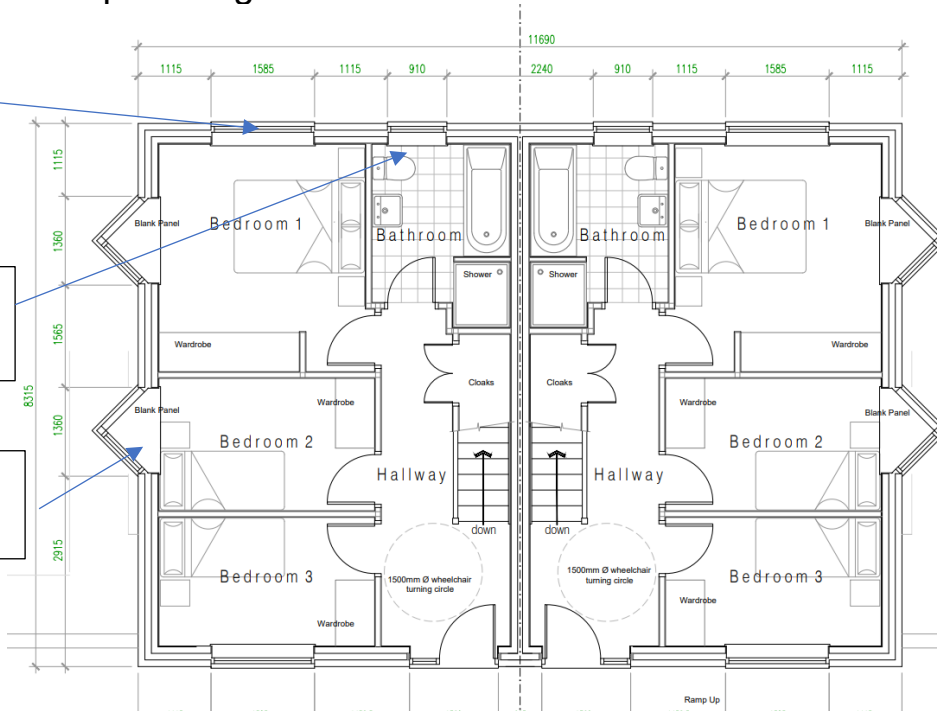 11690
1115 1585 1115 910 2240 910 1115 1585 1115
1115
1360
1565
8315
1360
2915
Blank Panel
Bedroom 1
Bathroom
Bathroom
Bedroom 1
Blank Panel
Shower
Shower
Wardrobe
Wardrobe
Cloaks
Cloaks
Wardrobe
Wardrobe
Blank Panel
Blank Panel
Bedroom 2
Bedroom 2
Hallway
Hallway
down
down
Bedroom 3
1500mm Ø wheelchair
turning circle
1500mm Ø wheelchair
turning circle
Bedroom 3
Wardrobe
Wardrobe
Ramp Up